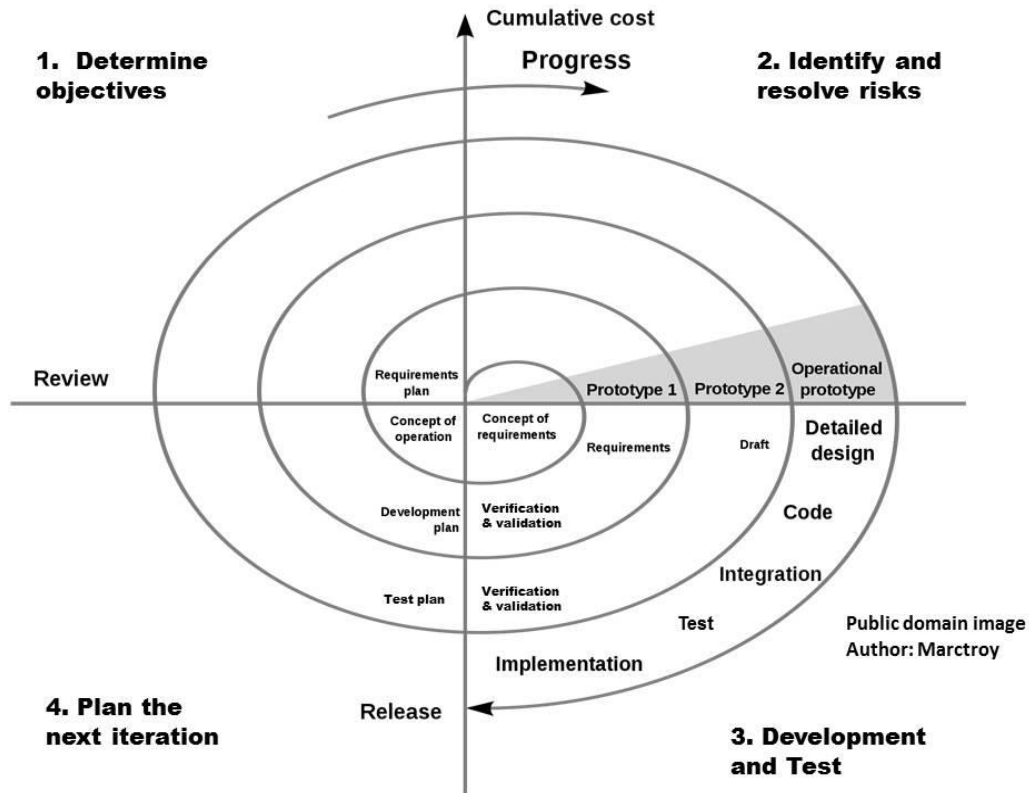 Cumulative cost
Progress
1. Determine
objectives
2. Identify and
resolve risks
Review
Requirements
plan
Prototype 1
Prototype 2
Operational
prototype
Concept of
operation
Concept of
requirements
Requirements
Draft
Detailed
design
Development
plan
Verification
& validation
Code
Integration
Test plan
Verification
& validation
Test
Implementation
Release
Public domain image
Author: Marctroy
4. Plan the
next iteration
3. Development
and Test